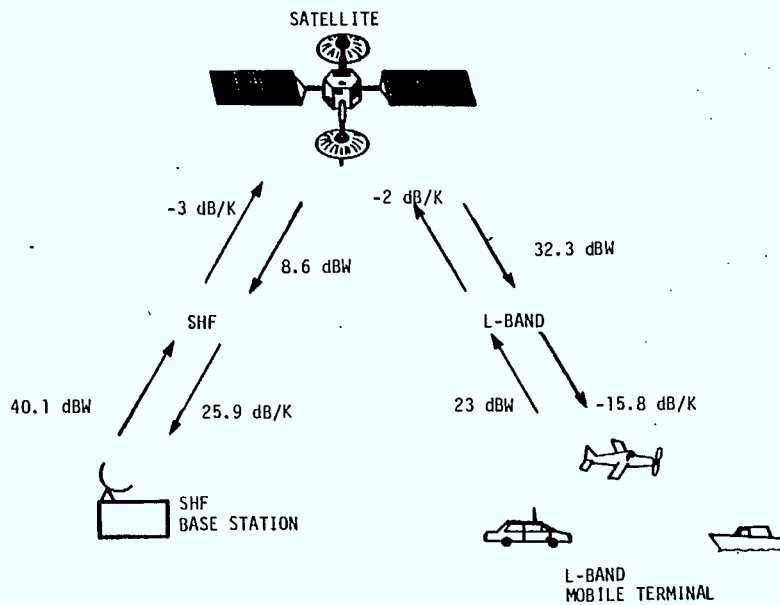 SATELLITE
-3 dB/K
-2 dB/K
8.6 dBW
32.3 dBW
SHF
L-BAND
40.1 dBW
25.9 dB/K
23 dBW
-15.8 dB/K
SHF
BASE STATION
L-BAND
MOBILE TERMINAL